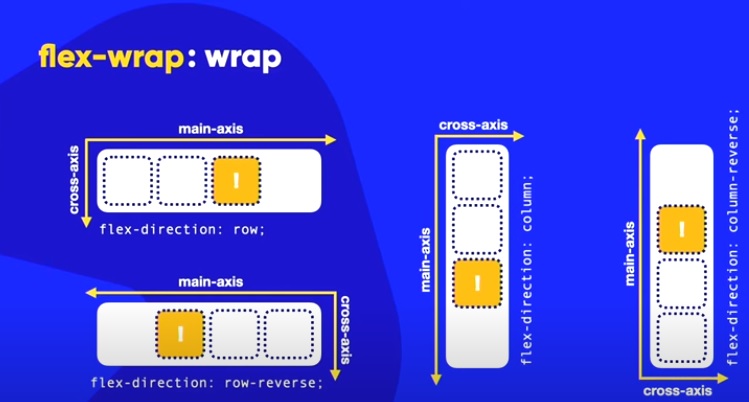 flex-wrap: wrap
main-axis
cross-axis
!
flex-direction: row;
main-axis
cross-axis
!
flex-direction: row-reverse;
cross-axis
main-axis
!
flex-direction: column;
main-axis
!
flex-direction: column-reverse;
cross-axis